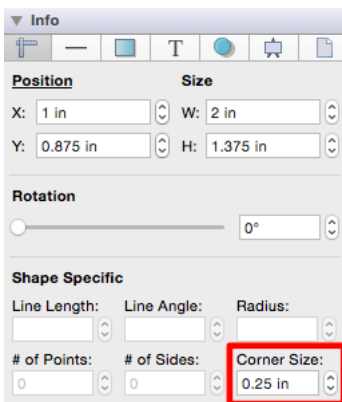 Info
T
Position Size
X: 1 in W: 2 in
Y: 0.875 in H: 1.375 in
Rotation
0°
Shape Specific
Line Length: Line Angle: Radius:
# of Points: # of Sides: Corner Size:
0 0 0.25 in